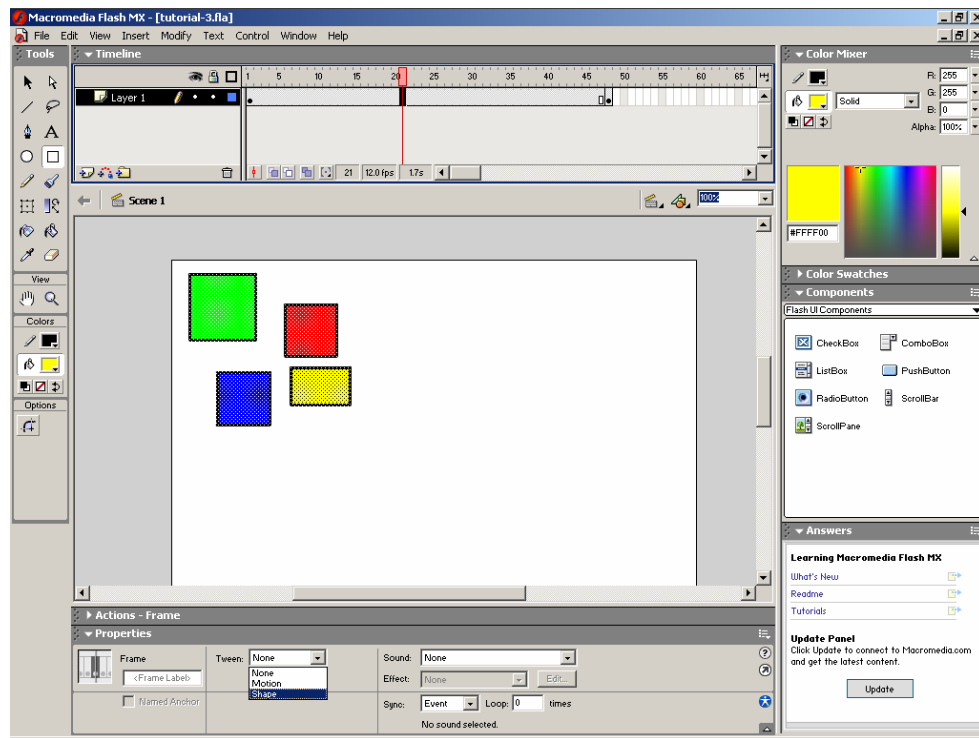 Macromedia Flash MX - [tutorial-3.fla]
File Edit View Insert Modify Text Control Window Help
Tools
Timeline
1 5 10 15 20 25 30 35 40 45 50 55 60 65
Layer 1
21 12.0 fps 1.7s
Scene 1
100%
View
Colors
Options
Color Mixer
R: 255
G: 255
Solid
B: 0
Alpha: 100%
#FFFF00
Color Swatches
Components
Flash UI Components
CheckBox ComboBox
ListBox PushButton
RadioButton ScrollBar
ScrollPane
Answers
Learning Macromedia Flash MX
What's New
Readme
Tutorials
Update Panel
Click Update to connect to Macromedia.com
and get the latest content.
Update
Actions - Frame
Properties
Frame
<Frame Label>
Named Anchor
Tween: None
None
Motion
Shape
Sound: None
Effect: None Edit...
Sync: Event Loop: 0 times
No sound selected.